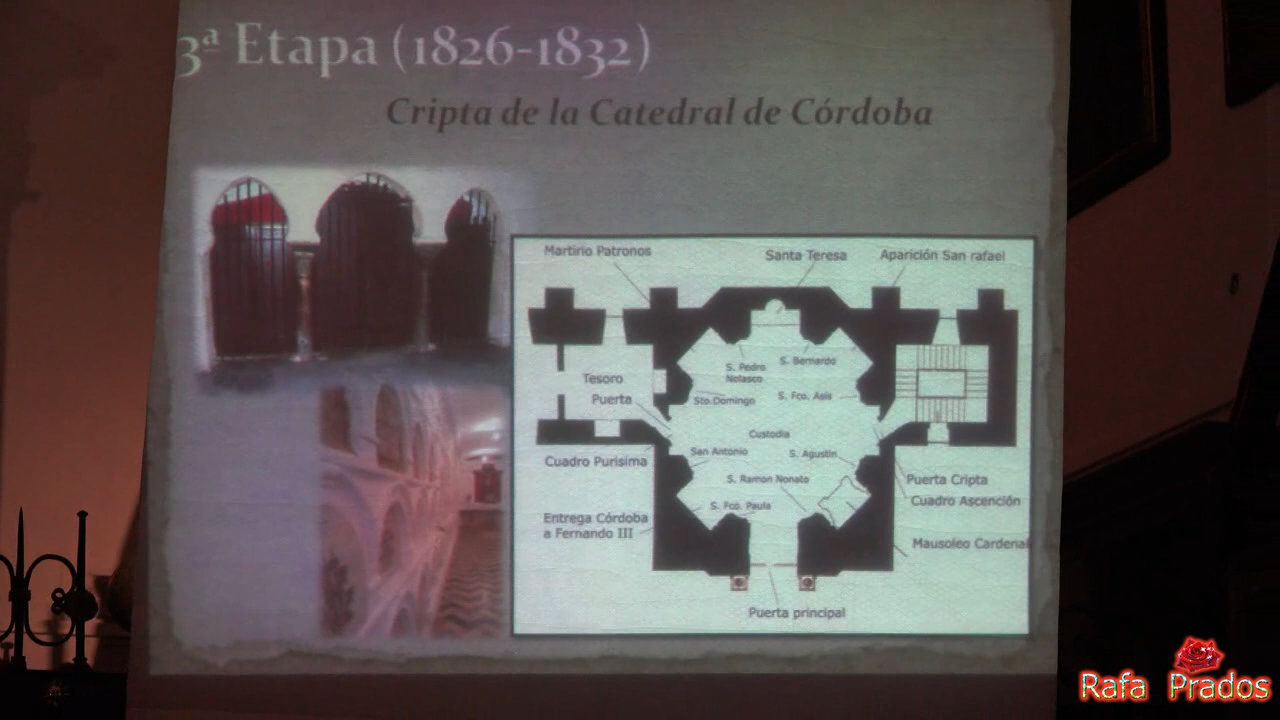 3ª Etapa (1826-1832)
Cripta de la Catedral de Córdoba
Martirio Patronos
Santa Teresa
Aparición San rafael
S. Pedro
Nolasco
S. Bernardo
Tesoro
Puerta
Sto.Domingo
S. Fco. Asis
Custodia
San Antonio
S. Agustin
Cuadro Purisima
S. Ramon Nonato
Puerta Cripta
Cuadro Ascención
S. Fco. Paula
Entrega Córdoba
a Fernando III
Mausoleo Cardenal
Puerta principal
Rafa Prados